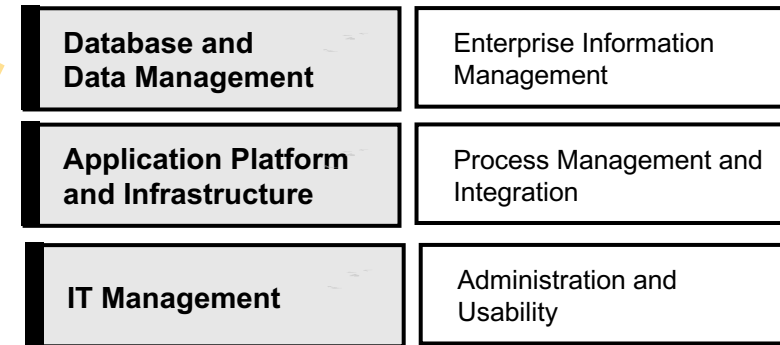 Database and
Data Management
Enterprise Information
Management
Application Platform
and Infrastructure
Process Management and
Integration
IT Management
Administration and
Usability